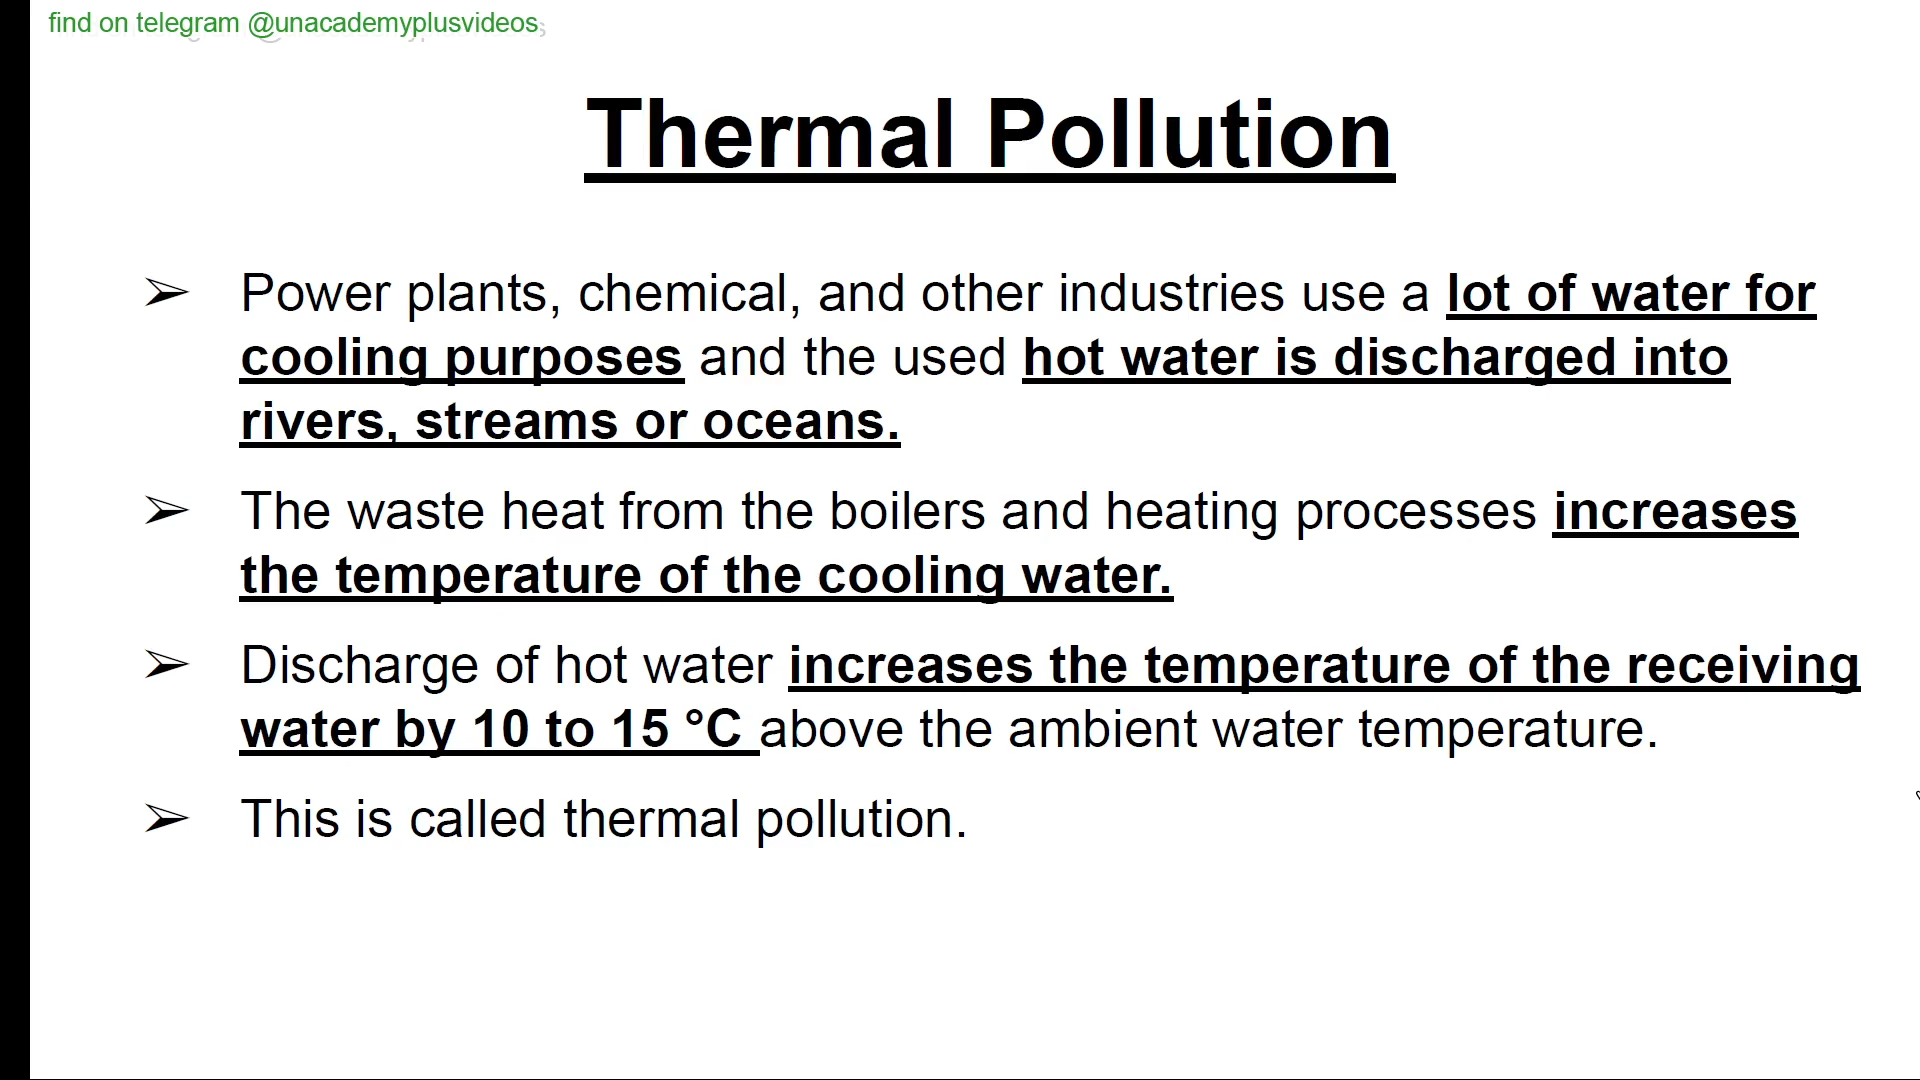 find on telegram @unacademyplusvideos
Thermal Pollution
➢ Power plants, chemical, and other industries use a lot of water for
cooling purposes and the used hot water is discharged into
rivers, streams or oceans.
➢ The waste heat from the boilers and heating processes increases
the temperature of the cooling water.
➢ Discharge of hot water increases the temperature of the receiving
water by 10 to 15 °C above the ambient water temperature.
➢ This is called thermal pollution.